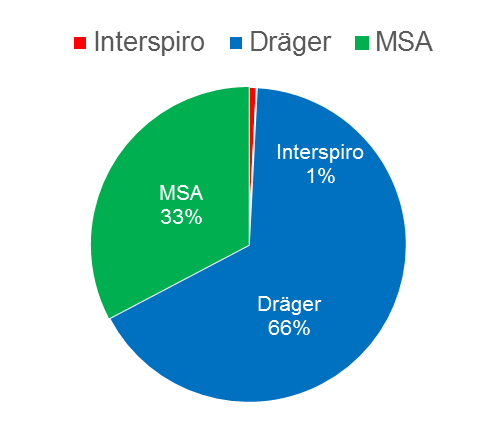 Interspiro Dräger MSA
Interspiro
1%
MSA
33%
Dräger
66%